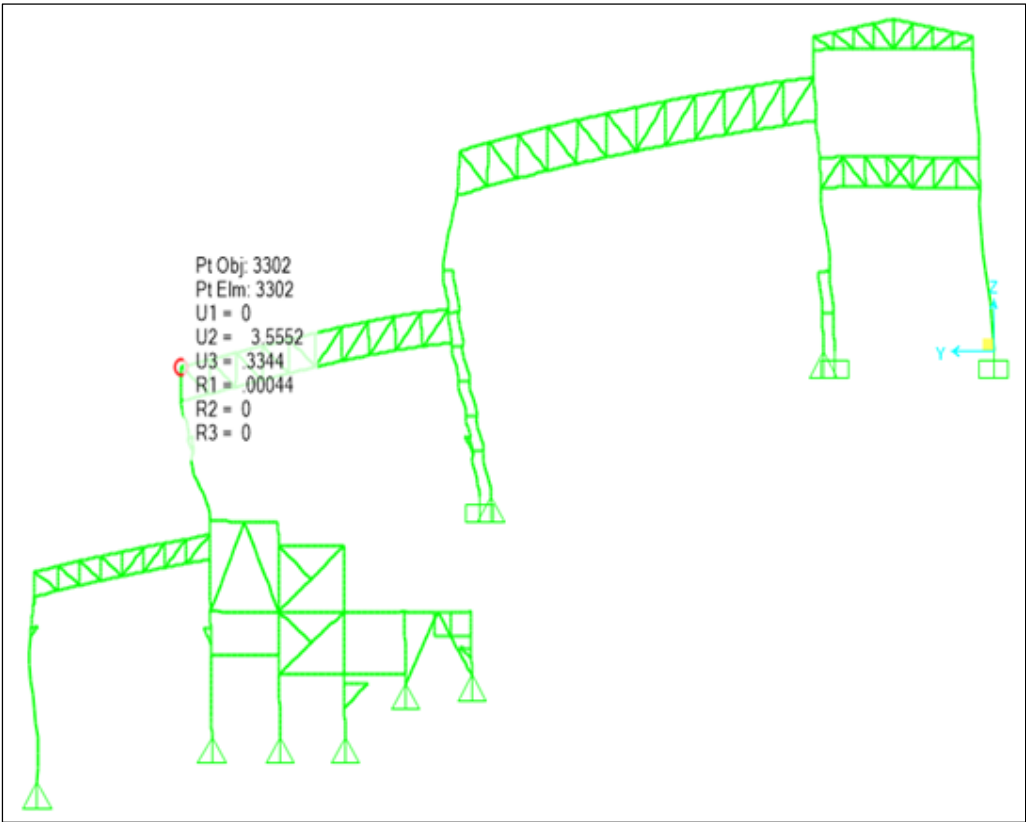 Pt Obj: 3302
Pt Elm: 3302
U1 = 0
U2 = 3.5552
U3 = .3344
R1 = .00044
R2 = 0
R3 = 0
Z
Y